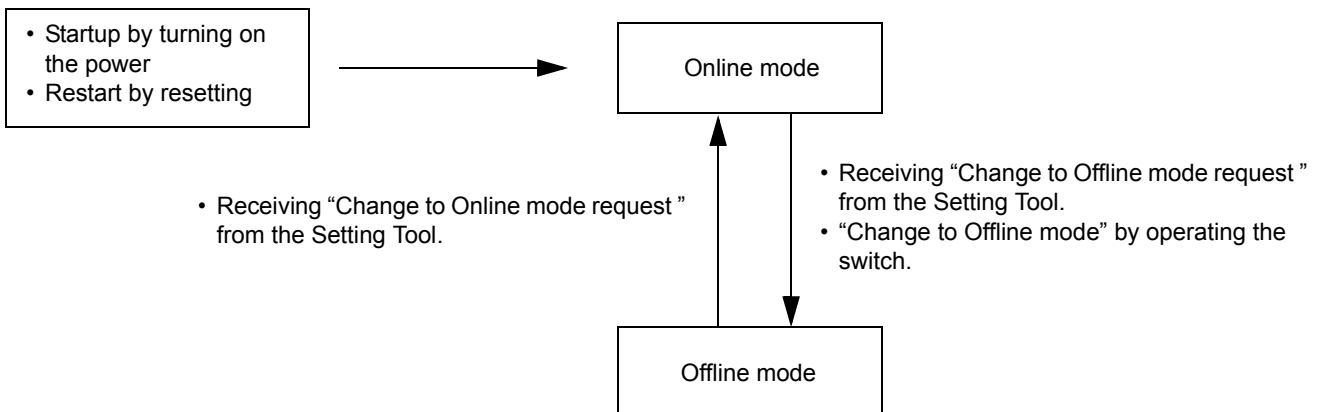 • Startup by turning on
the power
• Restart by resetting
Online mode
• Receiving “Change to Online mode request ”
from the Setting Tool.
• Receiving “Change to Offline mode request ”
from the Setting Tool.
• “Change to Offline mode” by operating the
switch.
Offline mode